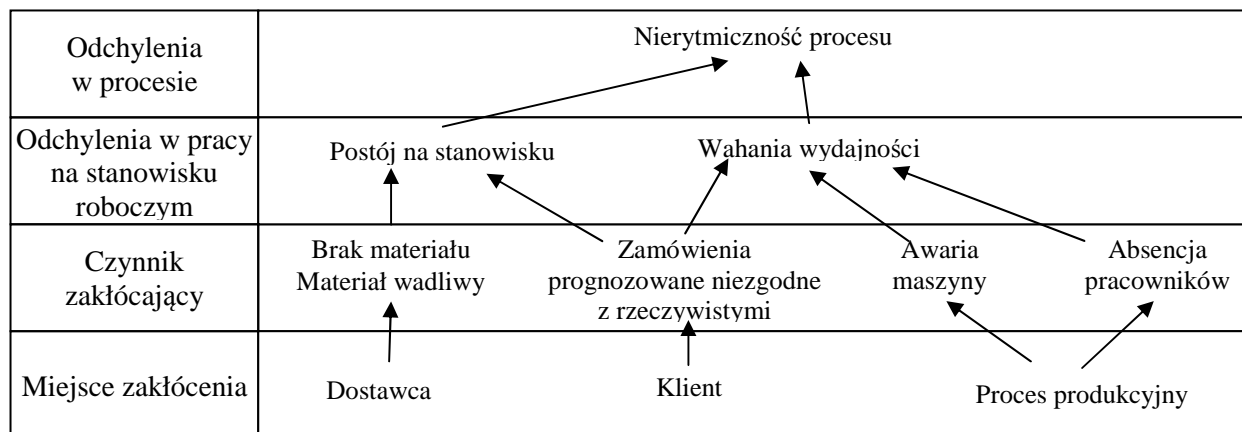 Odchylenia
w procesie
Nierytmiczność procesu
Odchylenia w pracy
na stanowisku
roboczym
Postój na stanowisku
Wahania wydajności
Czynnik
zakłócający
Brak materiału
Materiał wadliwy
Zamówienia
prognozowane niezgodne
z rzeczywistymi
Awaria
maszyny
Absencja
pracowników
Miejsce zakłócenia
Dostawca
Klient
Proces produkcyjny